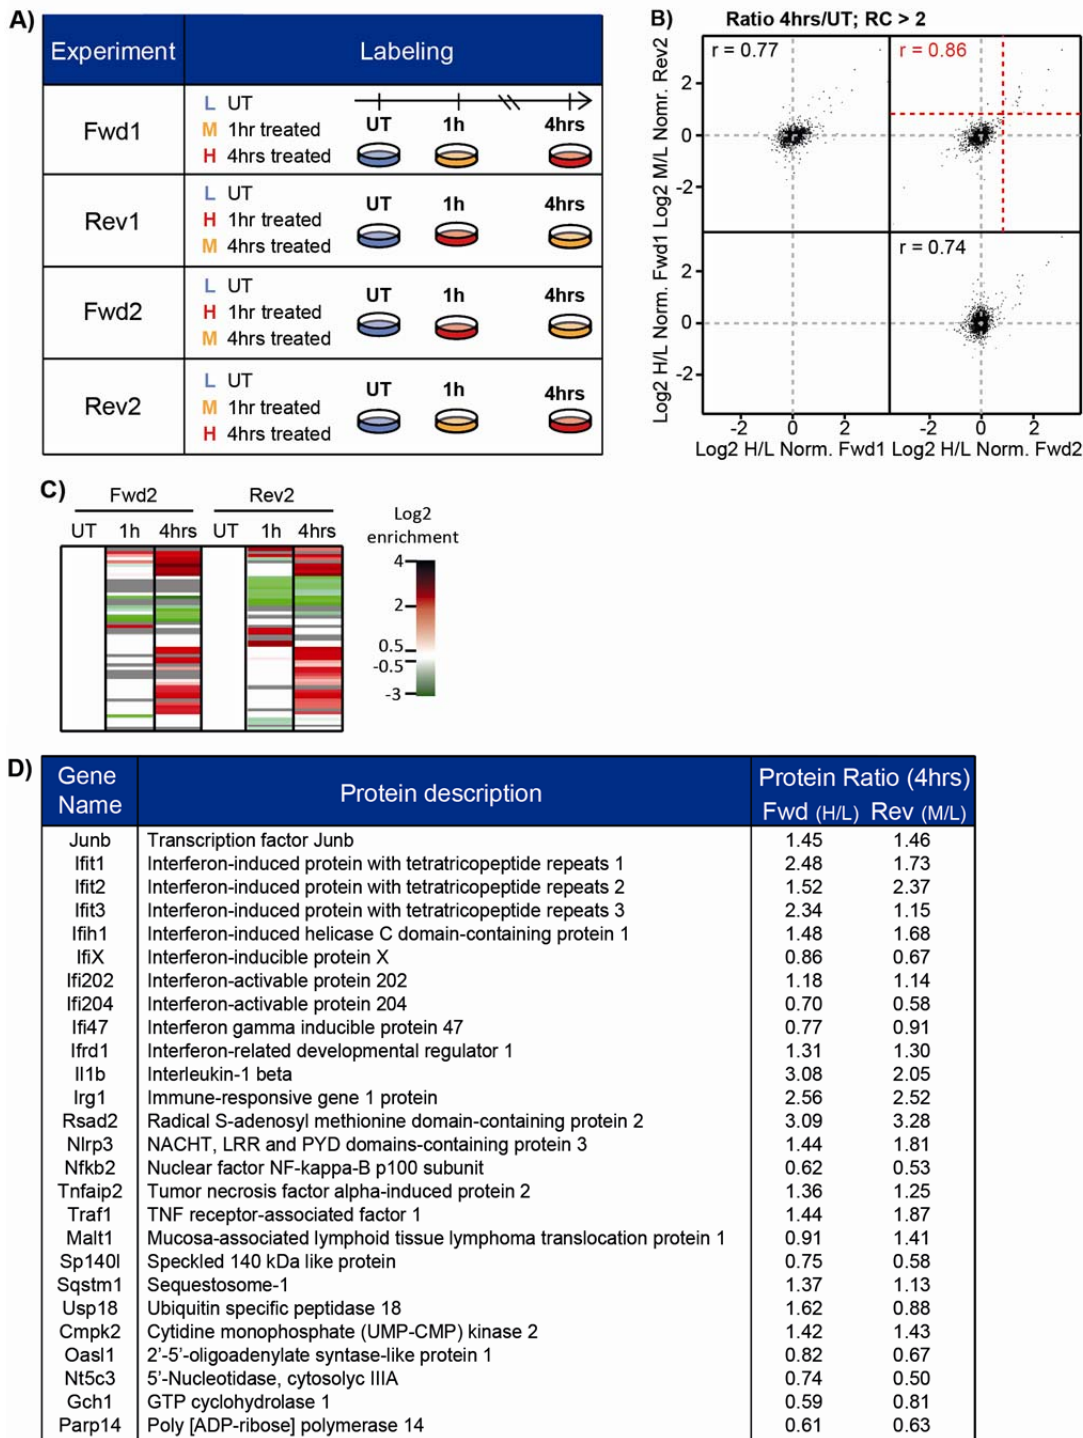 A)
Experiment Labeling
Fwd1
L UT
M 1hr treated
H 4hrs treated
UT 1h 4hrs
Rev1
L UT
H 1hr treated
M 4hrs treated
UT 1h 4hrs
Fwd2
L UT
H 1hr treated
M 4hrs treated
UT 1h 4hrs
Rev2
L UT
M 1hr treated
H 4hrs treated
UT 1h 4hrs
B)
Ratio 4hrs/UT; RC > 2
r = 0.77
r = 0.86
r = 0.74
Log2 H/L Norm. Fwd1 Log2 M/L Nomr. Rev2
2
0
-2
2
0
-2
-2 0 2 -2 0 2
Log2 H/L Norm. Fwd1 Log2 H/L Norm. Fwd2
C)
Fwd2 Rev2
UT 1h 4hrs UT 1h 4hrs
Log2
enrichment
4
2
0.5
-0.5
-3
D)
Gene Name Protein description Protein Ratio (4hrs)
Fwd (H/L) Rev (M/L)
Junb Transcription factor Junb 1.45 1.46
Ifit1 Interferon-induced protein with tetratricopeptide repeats 1 2.48 1.73
Ifit2 Interferon-induced protein with tetratricopeptide repeats 2 1.52 2.37
Ifit3 Interferon-induced protein with tetratricopeptide repeats 3 2.34 1.15
Ifih1 Interferon-induced helicase C domain-containing protein 1 1.48 1.68
IfiX Interferon-inducible protein X 0.86 0.67
Ifi202 Interferon-activable protein 202 1.18 1.14
Ifi204 Interferon-activable protein 204 0.70 0.58
Ifi47 Interferon gamma inducible protein 47 0.77 0.91
Ifrd1 Interferon-related developmental regulator 1 1.31 1.30
Il1b Interleukin-1 beta 3.08 2.05
Irg1 Immune-responsive gene 1 protein 2.56 2.52
Rsad2 Radical S-adenosyl methionine domain-containing protein 2 3.09 3.28
Nlrp3 NACHT, LRR and PYD domains-containing protein 3 1.44 1.81
Nfkb2 Nuclear factor NF-kappa-B p100 subunit 0.62 0.53
Tnfaip2 Tumor necrosis factor alpha-induced protein 2 1.36 1.25
Traf1 TNF receptor-associated factor 1 1.44 1.87
Malt1 Mucosa-associated lymphoid tissue lymphoma translocation protein 1 0.91 1.41
Sp140l Speckled 140 kDa like protein 0.75 0.58
Sqstm1 Sequestosome-1 1.37 1.13
Usp18 Ubiquitin specific peptidase 18 1.62 0.88
Cmpk2 Cytidine monophosphate (UMP-CMP) kinase 2 1.42 1.43
Oasl1 2'-5'-oligoadenylate syntase-like protein 1 0.82 0.67
Nt5c3 5'-Nucleotidase, cytosolyc IIIA 0.74 0.50
Gch1 GTP cyclohydrolase 1 0.59 0.81
Parp14 Poly [ADP-ribose] polymerase 14 0.61 0.63